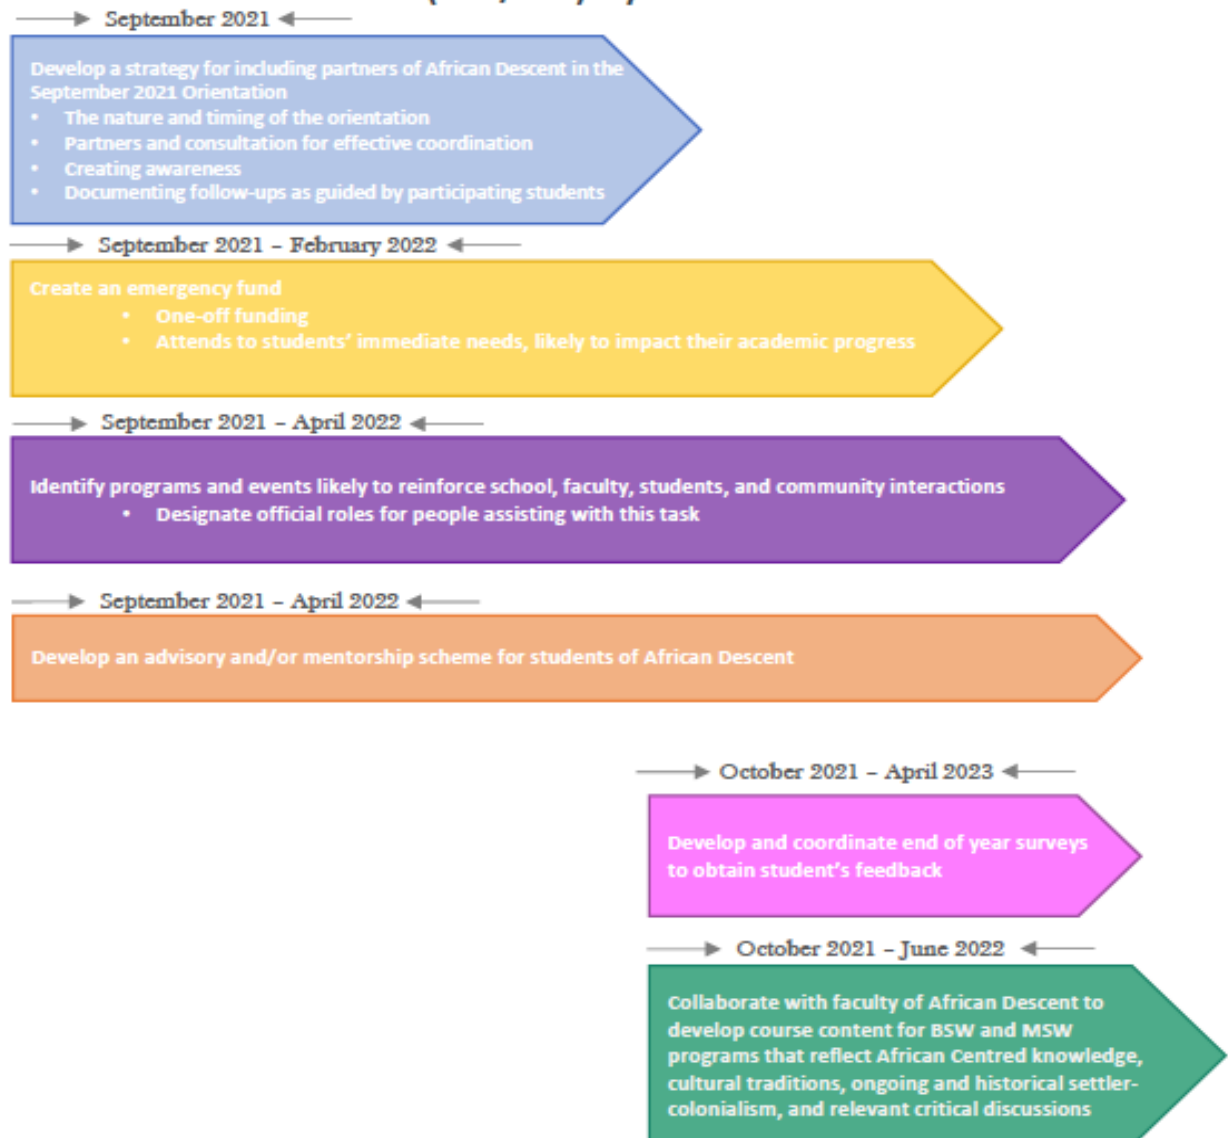 September 2021
Develop a strategy for including partners of African Descent in the
September 2021 Orientation
• The nature and timing of the orientation
• Partners and consultation for effective coordination
• Creating awareness
• Documenting follow-ups as guided by participating students
September 2021 – February 2022
Create an emergency fund
• One-off funding
• Attends to students’ immediate needs, likely to impact their academic progress
September 2021 – April 2022
Identify programs and events likely to reinforce school, faculty, students, and community interactions
• Designate official roles for people assisting with this task
September 2021 – April 2022
Develop an advisory and/or mentorship scheme for students of African Descent
October 2021 – April 2023
Develop and coordinate end of year surveys
to obtain student’s feedback
October 2021 – June 2022
Collaborate with faculty of African Descent to
develop course content for BSW and MSW
programs that reflect African Centred knowledge,
cultural traditions, ongoing and historical settler-
colonialism, and relevant critical discussions